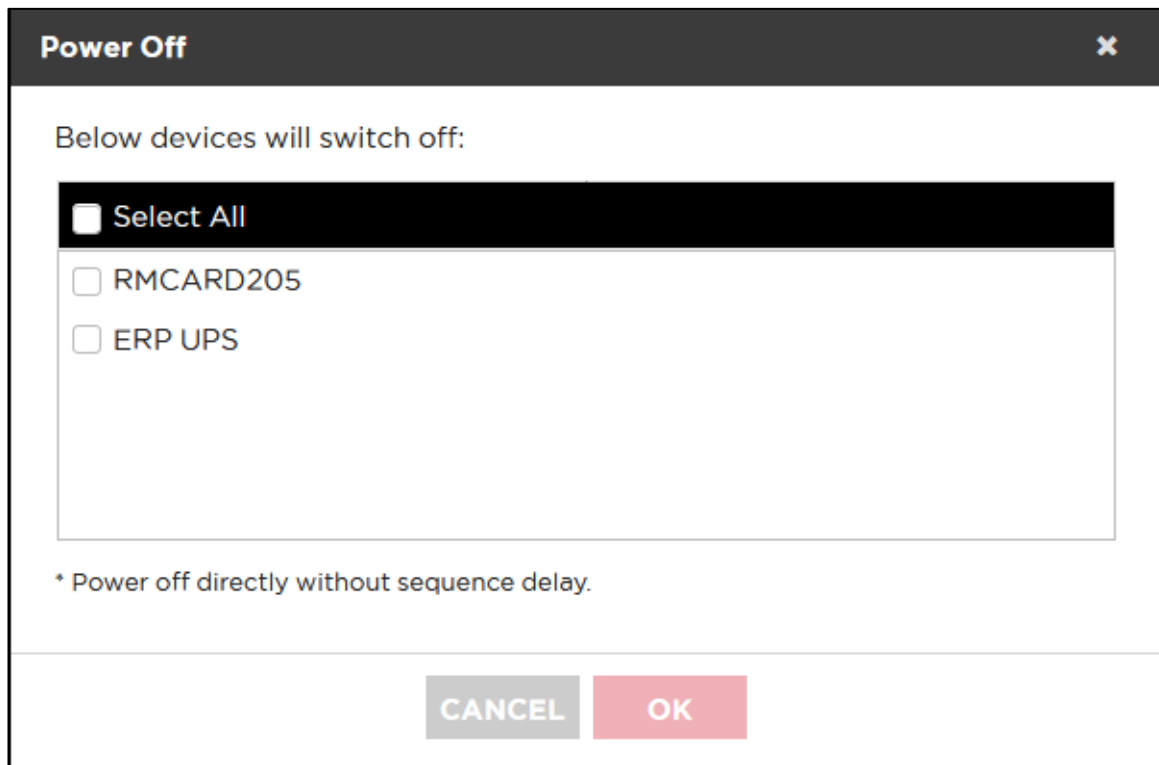 Power Off
Below devices will switch off:
Select All
RMCARD205
ERP UPS
* Power off directly without sequence delay.
CANCEL OK